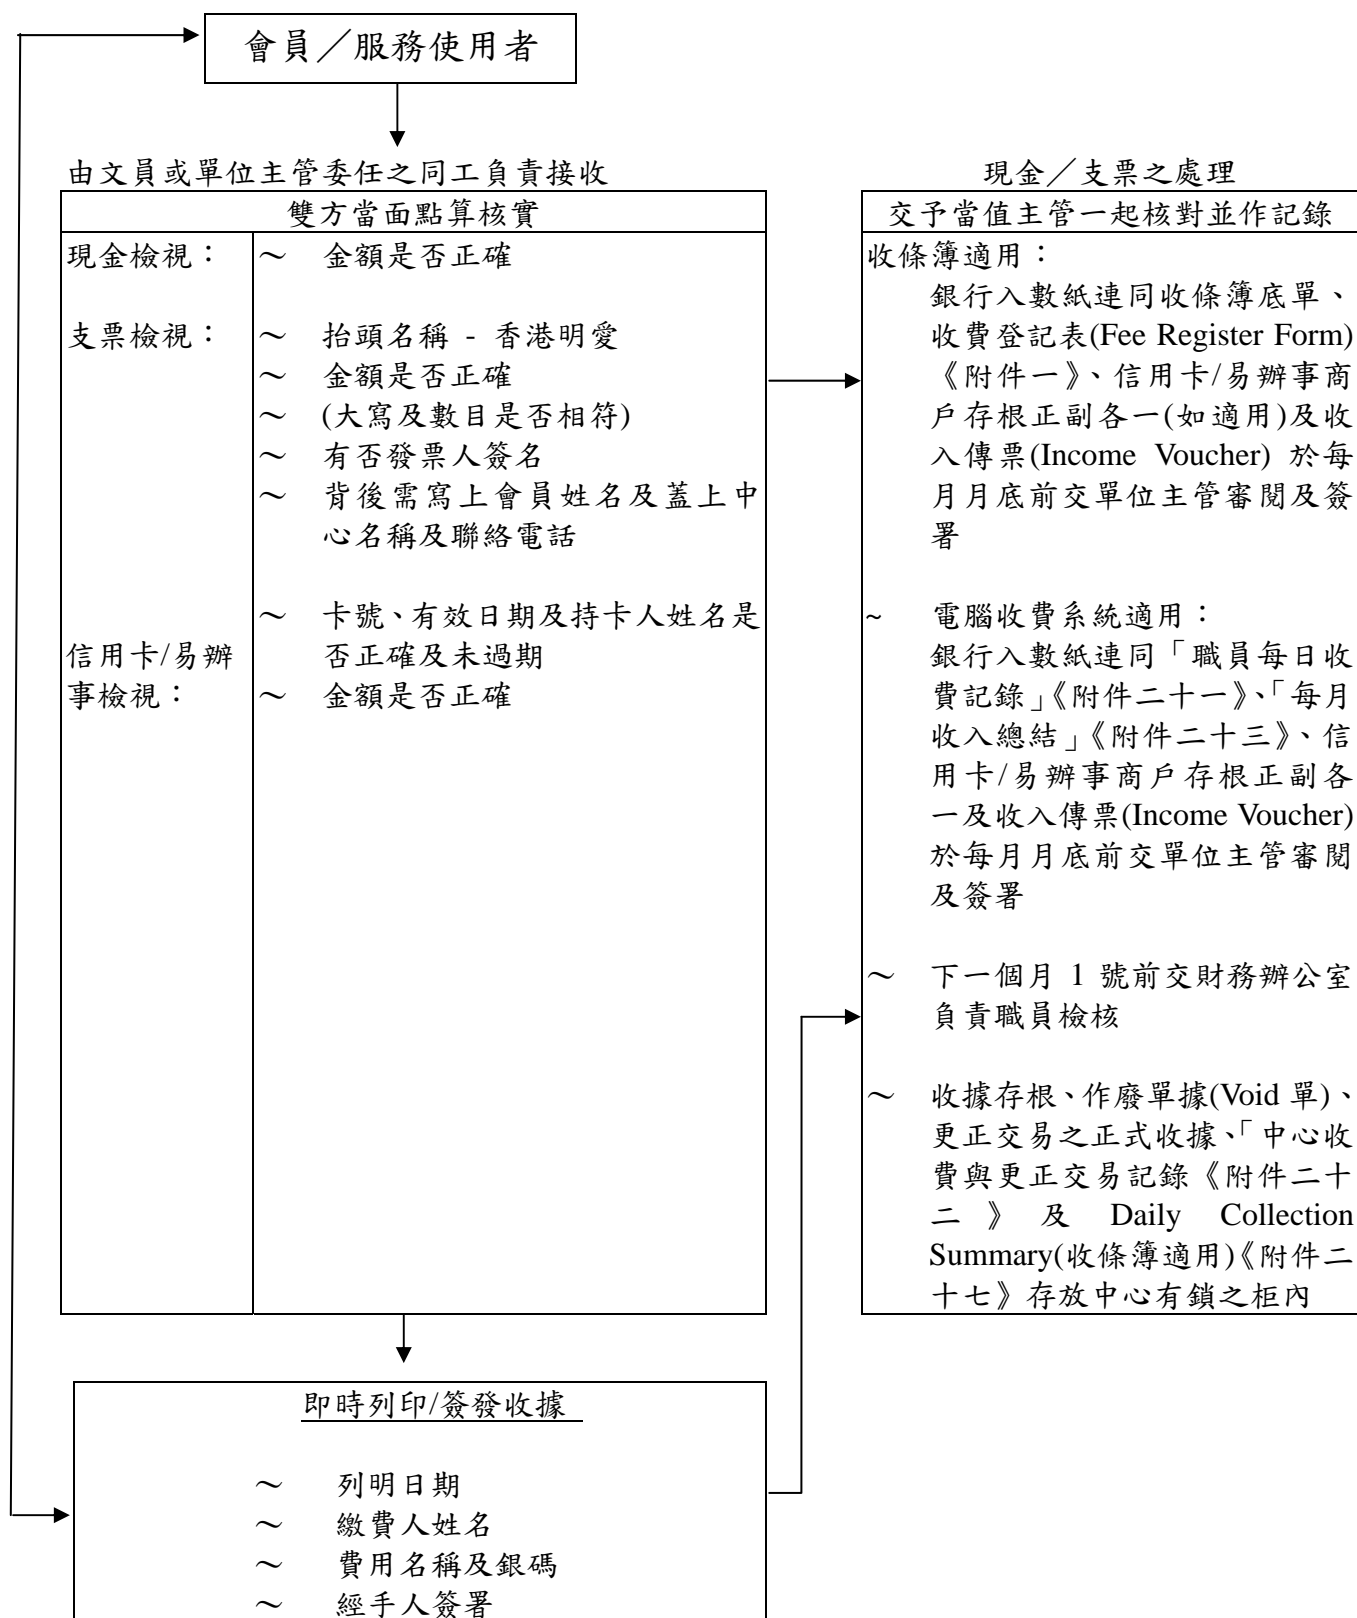 會員／服務使用者
由文員或單位主管委任之同工負責接收
雙方當面點算核實
現金檢視：
～ 金額是否正確
支票檢視：
～ 抬頭名稱 - 香港明愛
～ 金額是否正確
～ (大寫及數目是否相符)
～ 有否發票人簽名
～ 背後需寫上會員姓名及蓋上中
心名稱及聯絡電話
～ 卡號、有效日期及持卡人姓名是
信用卡/易辦
否正確及未過期
事檢視：
～ 金額是否正確
現金／支票之處理
交予當值主管一起核對並作記錄
收條簿適用：
銀行入數紙連同收條簿底單、
收費登記表(Fee Register Form)
《附件一》、信用卡/易辦事商
戶存根正副各一(如適用)及收
入傳票(Income Voucher) 於每
月月底前交單位主管審閱及簽
署
~ 電腦收費系統適用：
銀行入數紙連同「職員每日收
費記錄」《附件二十一》、「每月
收入總結」《附件二十三》、信
用卡/易辦事商戶存根正副各
一及收入傳票(Income Voucher)
於每月月底前交單位主管審閱
及簽署
～ 下一個月 1 號前交財務辦公室
負責職員檢核
～ 收據存根、作廢單據(Void 單)、
更正交易之正式收據、「中心收
費與更正交易記錄《附件二十
二》及 Daily Collection
Summary(收條簿適用)《附件二
十七》存放中心有鎖之柜內
即時列印/簽發收據
～ 列明日期
～ 繳費人姓名
～ 費用名稱及銀碼
～ 經手人簽署